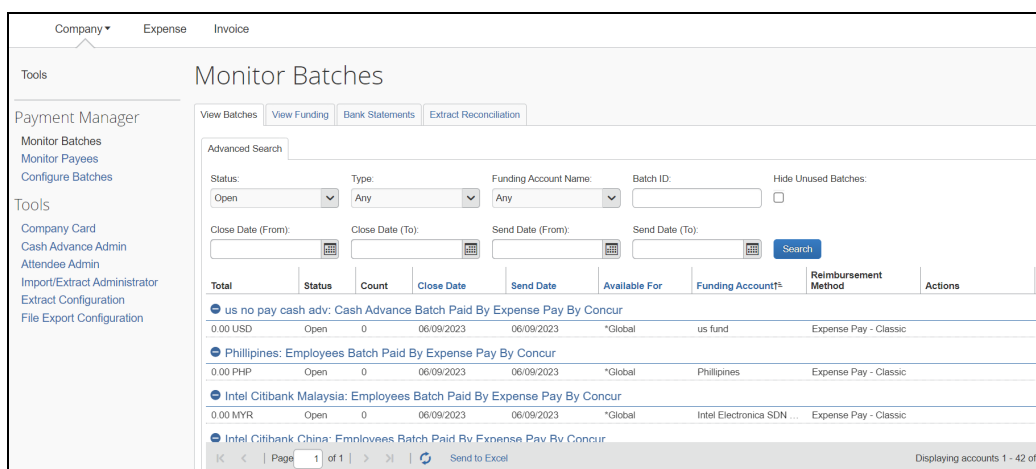 Company Expense Invoice
Tools
Monitor Batches
Payment Manager
Monitor Batches
Monitor Payees
Configure Batches
Tools
Company Card
Cash Advance Admin
Attendee Admin
Import/Extract Administrator
Extract Configuration
File Export Configuration
View Batches View Funding Bank Statements Extract Reconciliation
Advanced Search
Status: Type: Funding Account Name: Batch ID: Hide Unused Batches:
Open Any Any
Close Date (From): Close Date (To): Send Date (From): Send Date (To):
Search
Total Status Count Close Date Send Date Available For Funding Account Reimbursement Method Actions
us no pay cash adv: Cash Advance Batch Paid By Expense Pay By Concur
0.00 USD Open 0 06/09/2023 06/09/2023 *Global us fund Expense Pay - Classic
Phillipines: Employees Batch Paid By Expense Pay By Concur
0.00 PHP Open 0 06/09/2023 06/09/2023 *Global Phillipines Expense Pay - Classic
Intel Citibank Malaysia: Employees Batch Paid By Expense Pay By Concur
0.00 MYR Open 0 06/09/2023 06/09/2023 *Global Intel Electronica SDN ... Expense Pay - Classic
Intel Citibank China: Employees Batch Paid By Expense Pay By Concur
Page 1 of 1 Send to Excel Displaying accounts 1 - 42 of